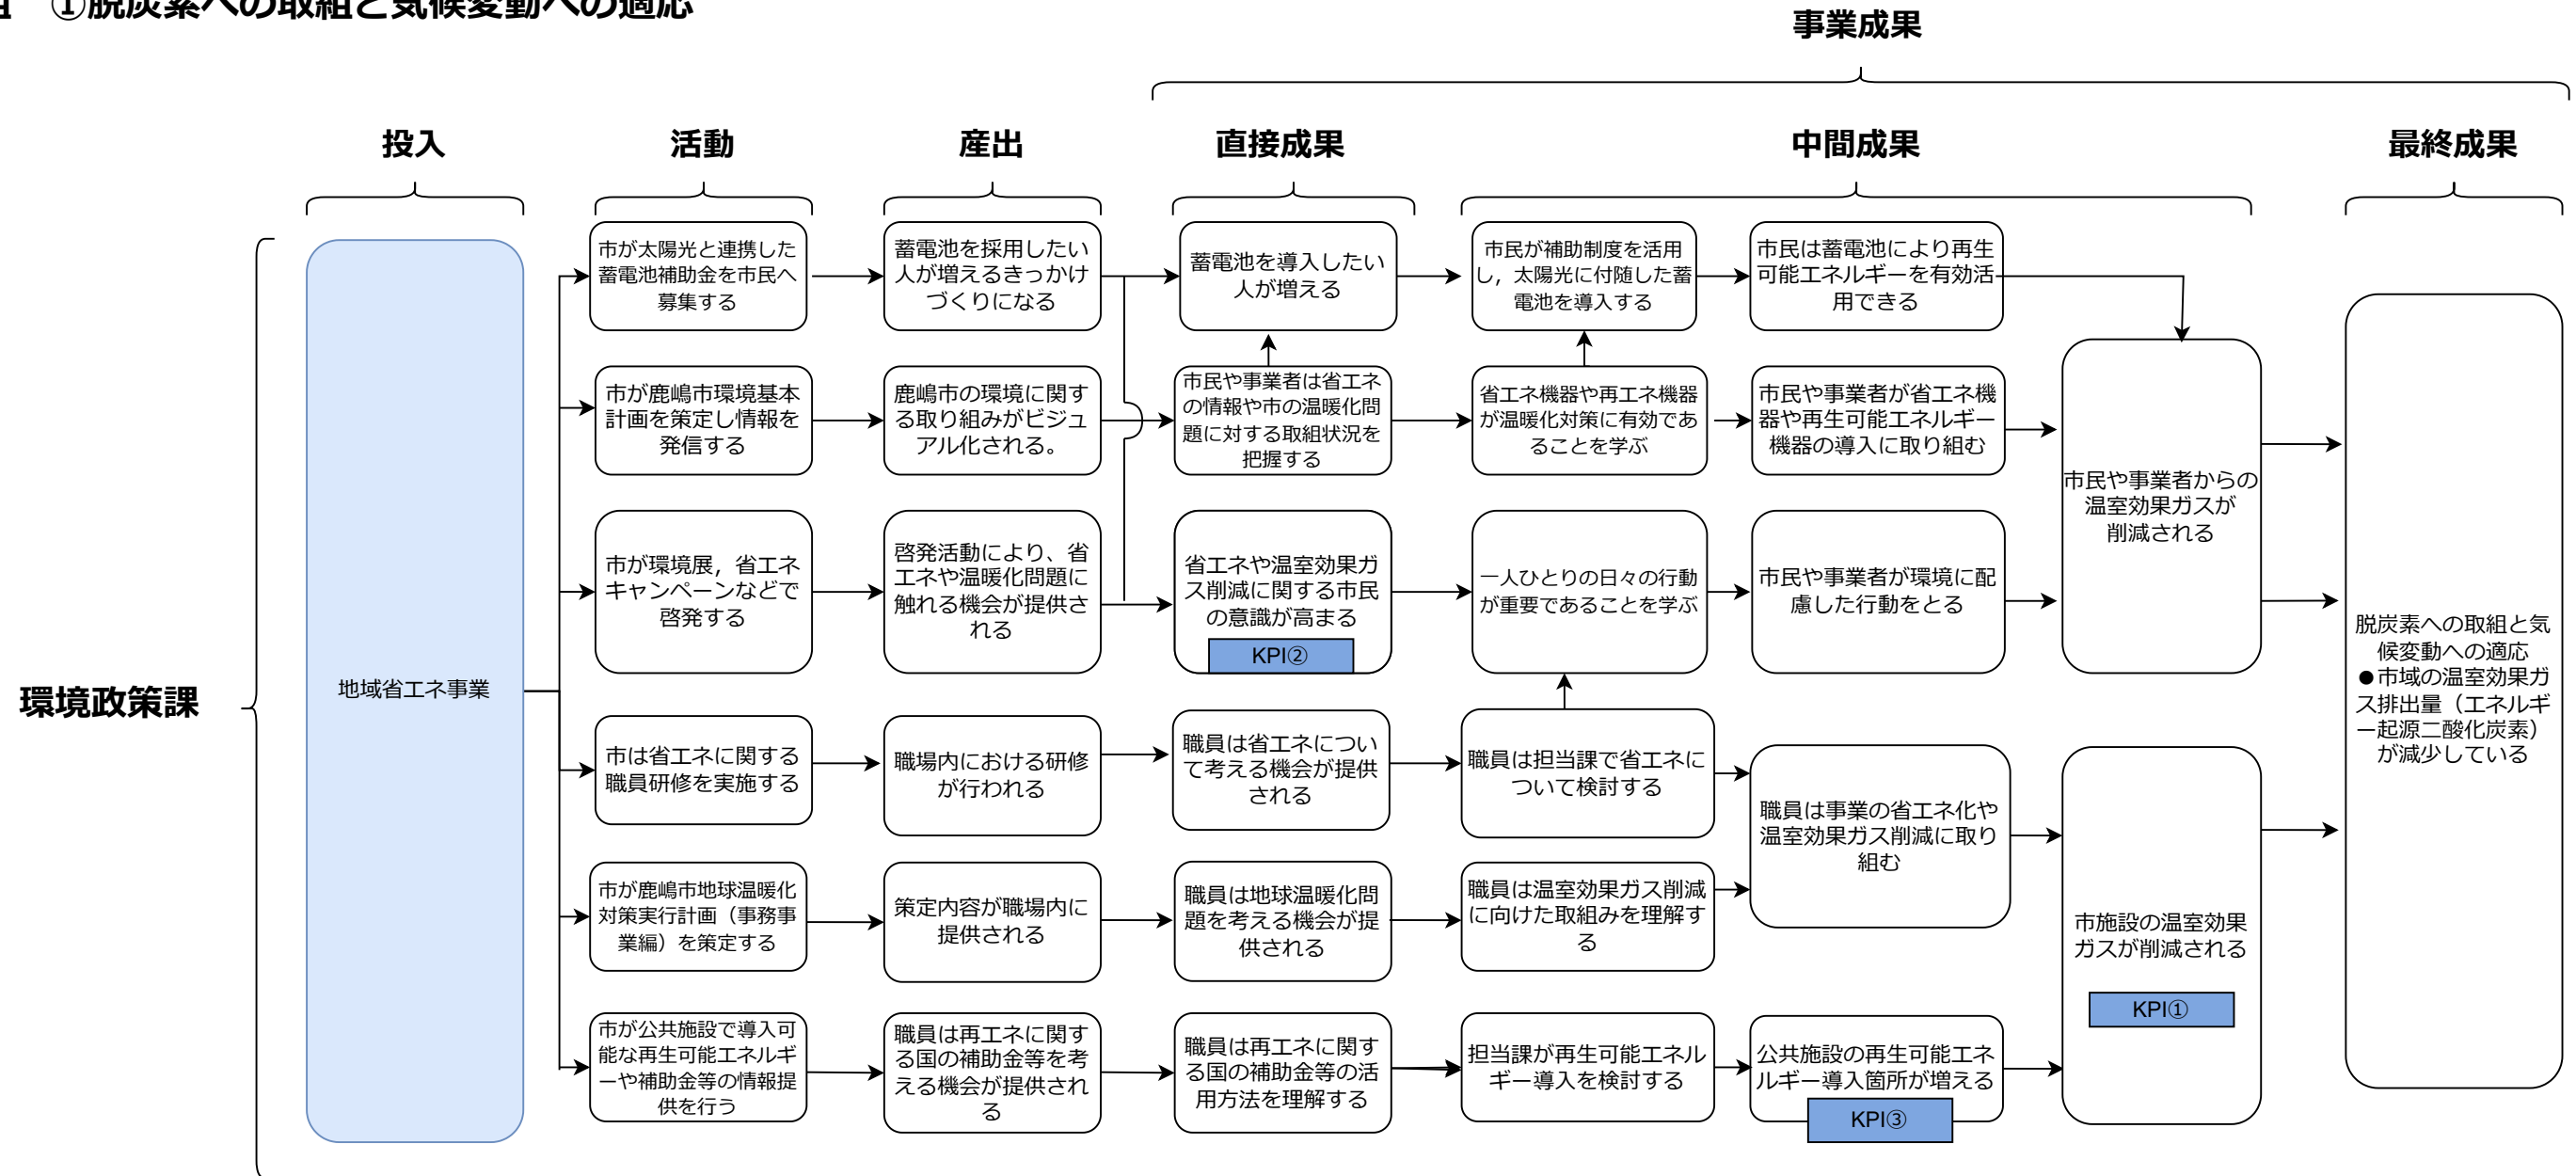 ①脱炭素への取組と気候変動への適応
事業成果
投入
活動
産出
直接成果
中間成果
最終成果
環境政策課
地域省エネ事業
市が太陽光と連携した
蓄電池補助金を市民へ
募集する
蓄電池を採用したい
人が増えるきっかけ
づくりになる
蓄電池を導入したい
人が増える
市民が補助制度を活用
し，太陽光に付随した蓄
電池を導入する
市民は蓄電池により再生
可能エネルギーを有効活
用できる
市が鹿嶋市環境基本
計画を策定し情報を
発信する
鹿嶋市の環境に関す
る取り組みがビジュ
アル化される。
市民や事業者は省エネ
の情報や市の温暖化問
題に対する取組状況を
把握する
省エネ機器や再エネ機器
が温暖化対策に有効であ
ることを学ぶ
市民や事業者が省エネ機
器や再生可能エネルギー
機器の導入に取り組む
市が環境展，省エネ
キャンペーンなどで
啓発する
啓発活動により、省
エネや温暖化問題に
触れる機会が提供さ
れる
省エネや温室効果ガ
ス削減に関する市民
の意識が高まる
KPI②
一人ひとりの日々の行動
が重要であることを学ぶ
市民や事業者が環境に配
慮した行動をとる
市民や事業者からの
温室効果ガスが
削減される
市は省エネに関する
職員研修を実施する
職場内における研修
が行われる
職員は省エネについ
て考える機会が提供
される
職員は担当課で省エネに
ついて検討する
職員は事業の省エネ化や
温室効果ガス削減に取り
組む
市が鹿嶋市地球温暖化
対策実行計画（事務事
業編）を策定する
策定内容が職場内に
提供される
職員は地球温暖化問
題を考える機会が提
供される
職員は温室効果ガス削減
に向けた取組みを理解す
る
市が公共施設で導入可
能な再生可能エネルギ
ーや補助金等の情報提
供を行う
職員は再エネに関す
る国の補助金等を考
える機会が提供され
る
職員は再エネに関す
る国の補助金等の活
用方法を理解する
担当課が再生可能エネル
ギー導入を検討する
公共施設の再生可能エネ
ルギー導入箇所が増える
KPI③
市施設の温室効果
ガスが削減される
KPI①
脱炭素への取組と気
候変動への適応
●市域の温室効果ガ
ス排出量（エネルギ
ー起源二酸化炭素）
が減少している